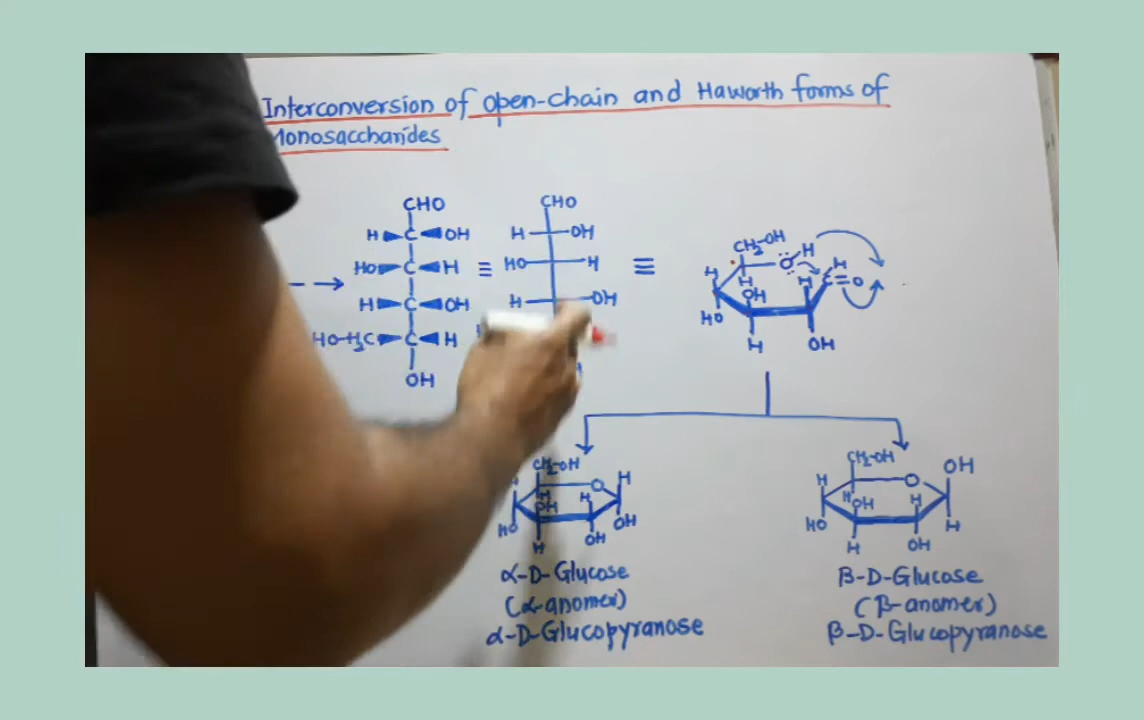 Interconversion of open-chain and Haworth forms of
Monosaccharides
CHO
H C OH
HO C H
H C OH
HO-H2C C H
OH
≡
CHO
H OH
HO H
H OH
≡
CH2-OH
O H
H
H
C=O
H
OH
H
HO
H
OH
CH2-OH
O
H
H
OH
H
HO
H
OH
OH
α-D-Glucose
(α-anomer)
α-D-Glucopyranose
CH2-OH
O
OH
H
H
OH
H
HO
H
OH
H
β-D-Glucose
(β-anomer)
β-D-Glucopyranose